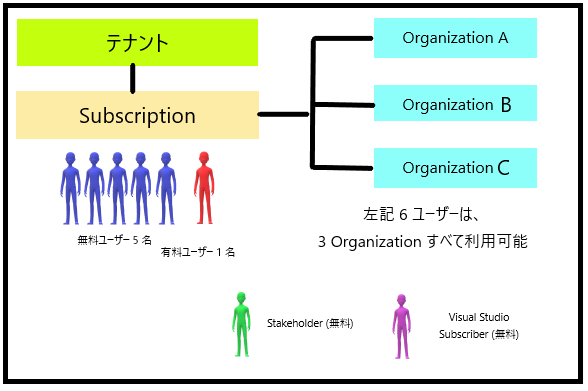 テナント
Subscription
Organization A
Organization B
Organization C
無料ユーザー 5 名
有料ユーザー 1 名
左記 6 ユーザーは、
3 Organization すべて利用可能
Stakeholder (無料)
Visual Studio
Subscriber (無料)